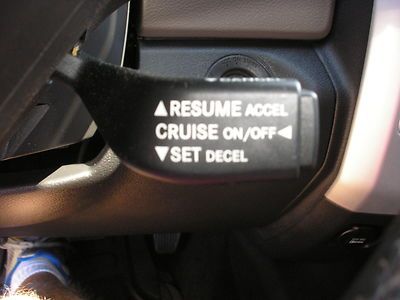 ▲RESUME ACCEL
CRUISE ON/OFF◀
▼SET DECEL